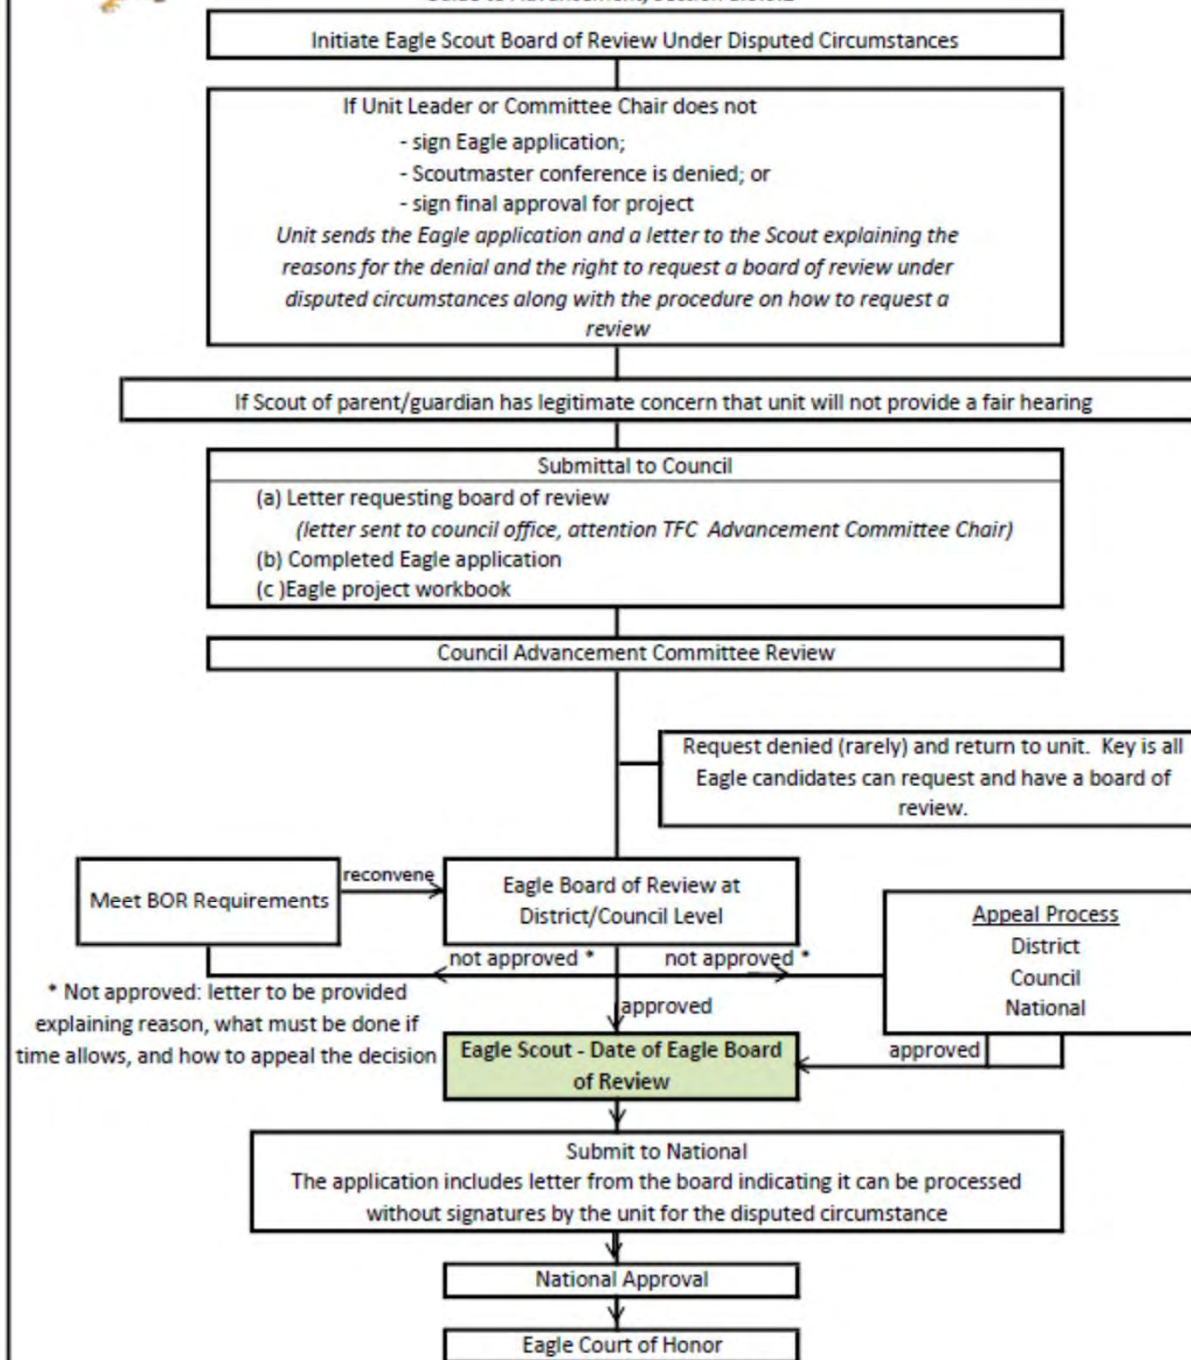 Initiate Eagle Scout Board of Review Under Disputed Circumstances
If Unit Leader or Committee Chair does not
- sign Eagle application;
- Scoutmaster conference is denied; or
- sign final approval for project
Unit sends the Eagle application and a letter to the Scout explaining the
reasons for the denial and the right to request a board of review under
disputed circumstances along with the procedure on how to request a
review
If Scout of parent/guardian has legitimate concern that unit will not provide a fair hearing
Submittal to Council
(a) Letter requesting board of review
(letter sent to council office, attention TFC Advancement Committee Chair)
(b) Completed Eagle application
(c )Eagle project workbook
Council Advancement Committee Review
Request denied (rarely) and return to unit. Key is all
Eagle candidates can request and have a board of
review.
Meet BOR Requirements
reconvene
Eagle Board of Review at
District/Council Level
Appeal Process
District
Council
National
not approved *
not approved *
* Not approved: letter to be provided
explaining reason, what must be done if
time allows, and how to appeal the decision
approved
approved
Eagle Scout - Date of Eagle Board
of Review
Submit to National
The application includes letter from the board indicating it can be processed
without signatures by the unit for the disputed circumstance
National Approval
Eagle Court of Honor